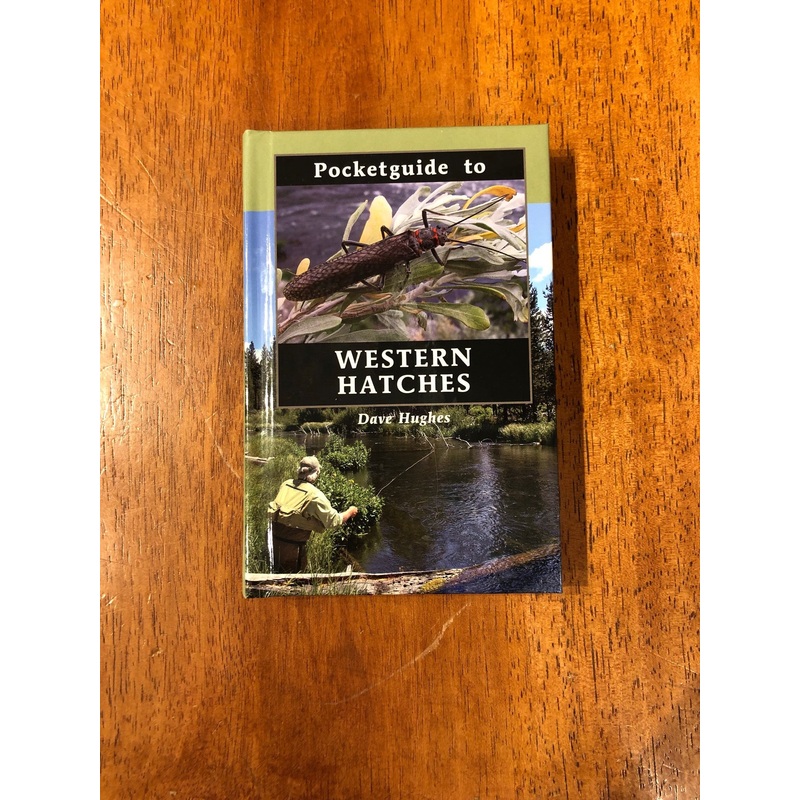 Pocketguide to
WESTERN
HATCHES
Dave Hughes